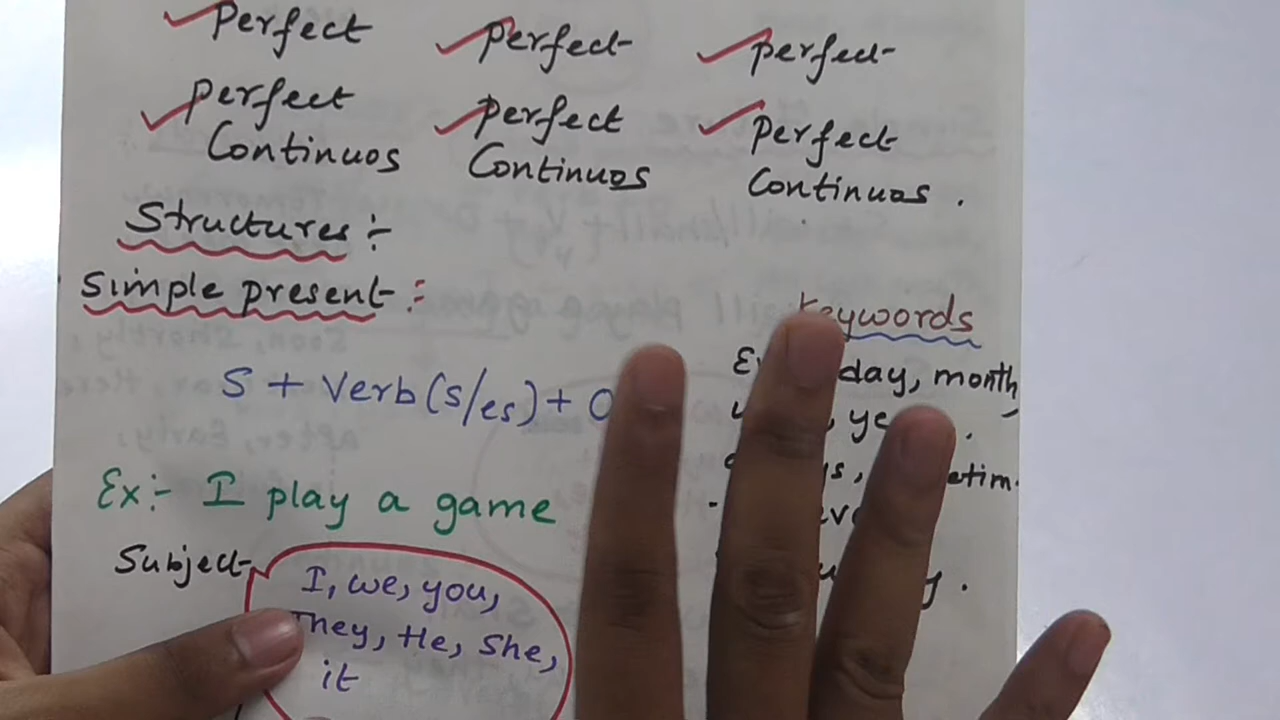 Perfect perfect perfect
Perfect Continuos perfect Continuos perfect Continuos.
Structures :-
Simple present :-
keywords
S + Verb (s/es) + O
day, month,
Ex:- I play a game
Subject
I, we, you,
They, He, She,
it